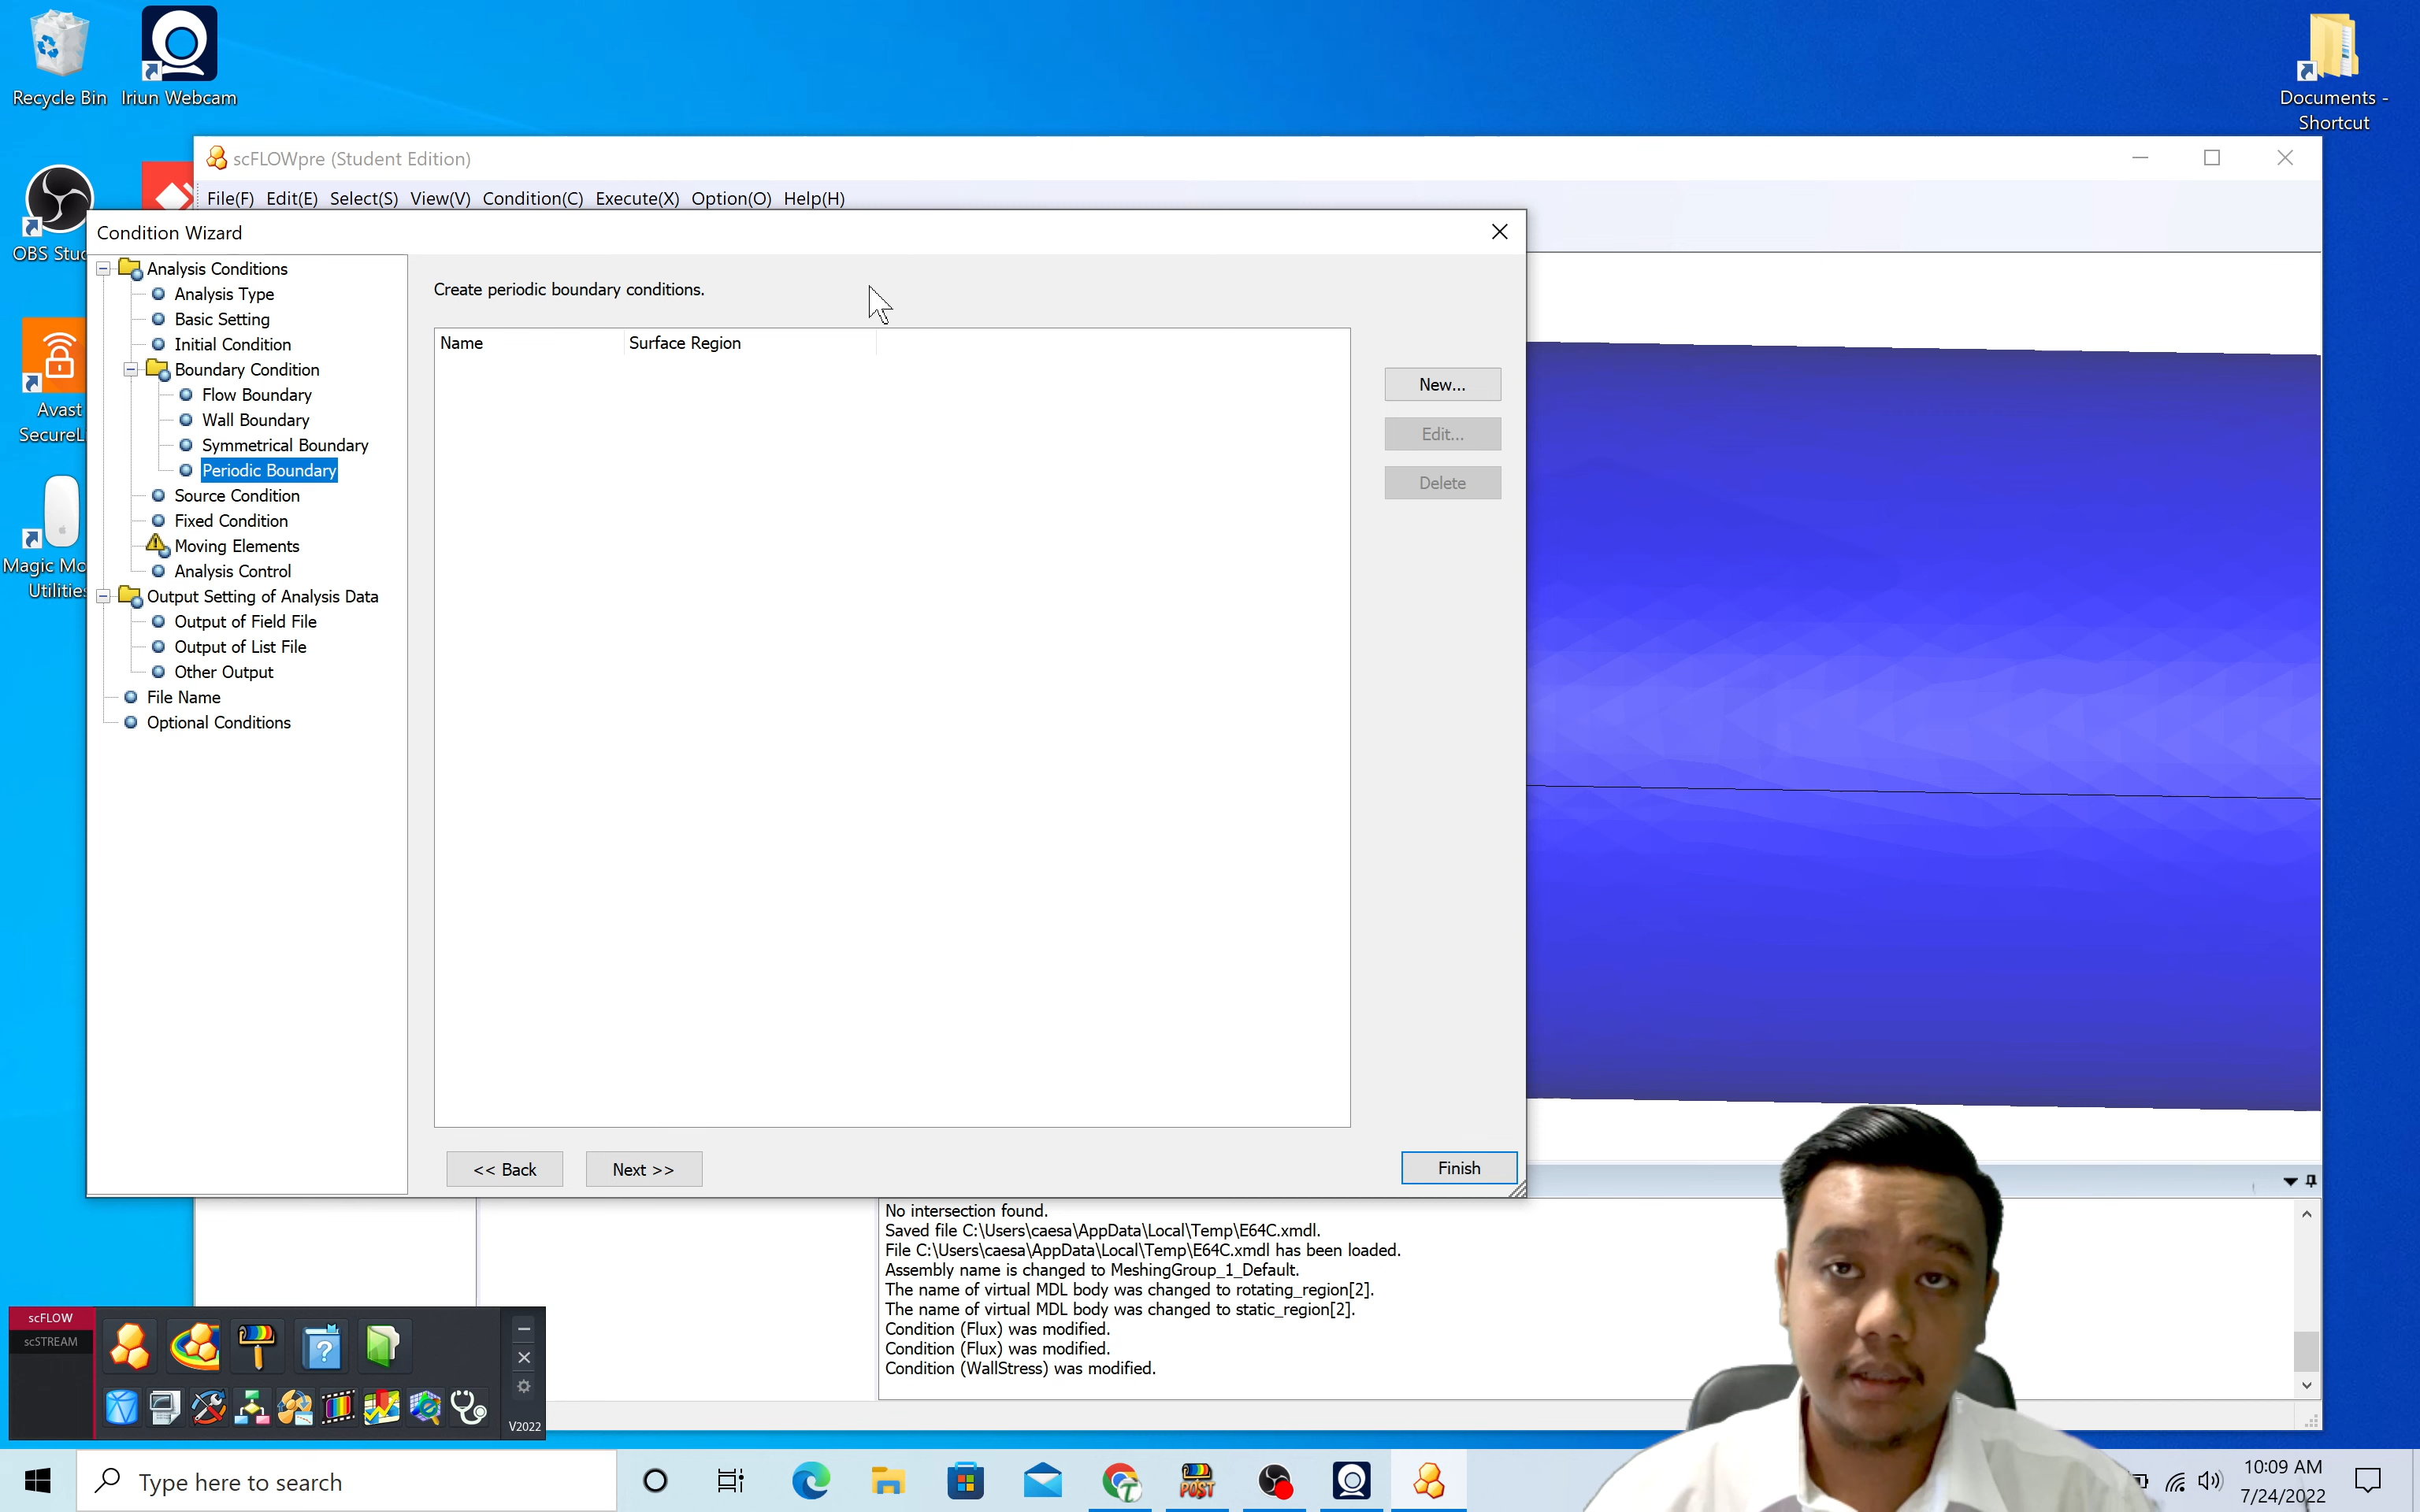 Recycle Bin
Iriun Webcam
Documents -
Shortcut
OBS Stu
Avast
SecureL
Magic Mo
Utilities
scFLOWpre (Student Edition)
File(F) Edit(E) Select(S) View(V) Condition(C) Execute(X) Option(O) Help(H)
Condition Wizard
Analysis Conditions
Analysis Type
Basic Setting
Initial Condition
Boundary Condition
Flow Boundary
Wall Boundary
Symmetrical Boundary
Periodic Boundary
Source Condition
Fixed Condition
Moving Elements
Analysis Control
Output Setting of Analysis Data
Output of Field File
Output of List File
Other Output
File Name
Optional Conditions
Create periodic boundary conditions.
Name Surface Region
New...
Edit...
Delete
<< Back
Next >>
Finish
No intersection found.
Saved file C:\Users\caesa\AppData\Local\Temp\E64C.xmdl.
File C:\Users\caesa\AppData\Local\Temp\E64C.xmdl has been loaded.
Assembly name is changed to MeshingGroup_1_Default.
The name of virtual MDL body was changed to rotating_region[2].
The name of virtual MDL body was changed to static_region[2].
Condition (Flux) was modified.
Condition (Flux) was modified.
Condition (WallStress) was modified.
scFLOW
scSTREAM
V2022
Type here to search
POST
10:09 AM
7/24/2022